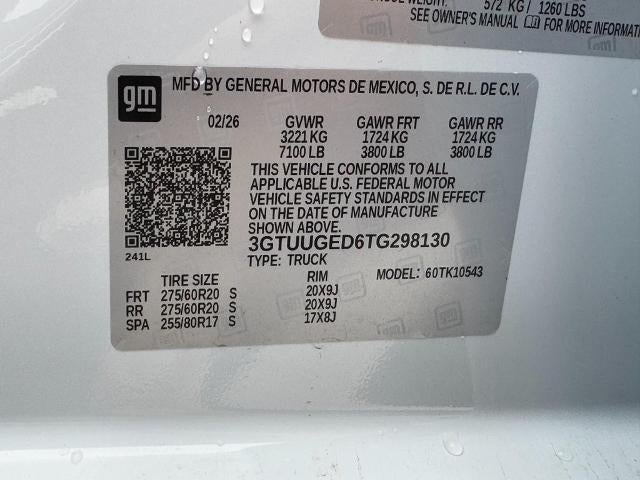 572 KG / 1260 LBS
SEE OWNER'S MANUAL FOR MORE INFORMAT
gm
MFD BY GENERAL MOTORS DE MEXICO, S. DE R.L. DE C.V.
02/26 GVWR GAWR FRT GAWR RR
3221 KG 1724 KG 1724 KG
7100 LB 3800 LB 3800 LB
THIS VEHICLE CONFORMS TO ALL
APPLICABLE U.S. FEDERAL MOTOR
VEHICLE SAFETY STANDARDS IN EFFECT
ON THE DATE OF MANUFACTURE
3GTUUGED6TG298130
241L
TYPE: TRUCK
TIRE SIZE RIM MODEL: 60TK10543
FRT 275/60R20 S 20X9J
RR 275/60R20 S 20X9J
SPA 255/80R17 S 17X8J